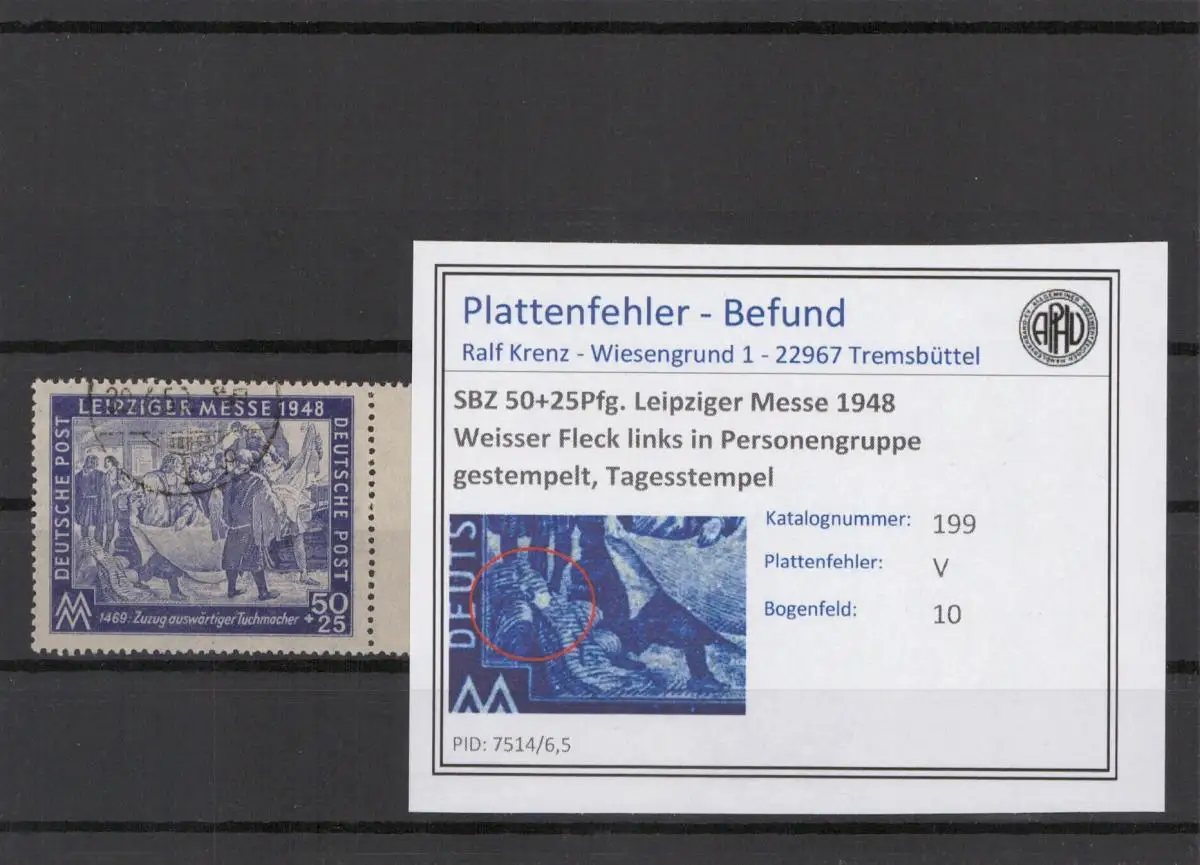 LEIPZIGER MESSE 1948
DEUTSCHE POST
DEUTSCHE POST
1469: Zuzug auswärtiger Tuchmacher
50
+25
Plattenfehler - Befund
Ralf Krenz - Wiesengrund 1 - 22967 Tremsbüttel
APHV
SBZ 50+25Pfg. Leipziger Messe 1948
Weisser Fleck links in Personengruppe
gestempelt, Tagesstempel
DEUTS
Katalognummer: 199
Plattenfehler: V
Bogenfeld: 10
PID: 7514/6,5